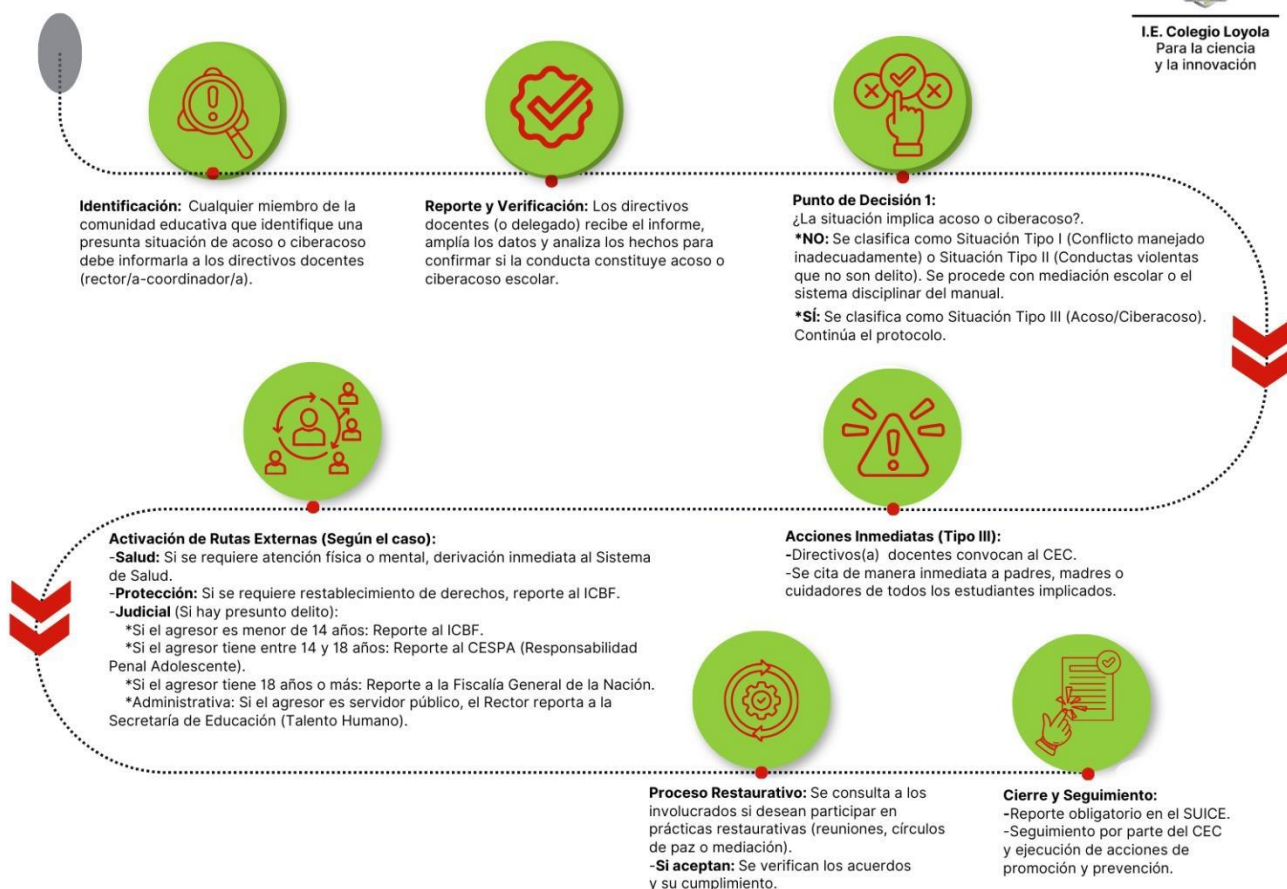 I.E. Colegio Loyola
Para la ciencia
y la innovación
Identificación: Cualquier miembro de la
comunidad educativa que identifique una
presunta situación de acoso o ciberacoso
debe informarla a los directivos docentes
(rector/a-coordinador/a).
Reporte y Verificación: Los directivos
docentes (o delegado) recibe el informe,
amplía los datos y analiza los hechos para
confirmar si la conducta constituye acoso o
ciberacoso escolar.
Punto de Decisión 1:
¿La situación implica acoso o ciberacoso?.
*NO: Se clasifica como Situación Tipo I (Conflicto manejado
inadecuadamente) o Situación Tipo II (Conductas violentas
que no son delito). Se procede con mediación escolar o el
sistema disciplinar del manual.
*SÍ: Se clasifica como Situación Tipo III (Acoso/Ciberacoso).
Continúa el protocolo.
Acciones Inmediatas (Tipo III):
-Directivos(a) docentes convocan al CEC.
-Se cita de manera inmediata a padres, madres o
cuidadores de todos los estudiantes implicados.
Activación de Rutas Externas (Según el caso):
-Salud: Si se requiere atención física o mental, derivación inmediata al Sistema
de Salud.
-Protección: Si se requiere restablecimiento de derechos, reporte al ICBF.
-Judicial (Si hay presunto delito):
*Si el agresor es menor de 14 años: Reporte al ICBF.
*Si el agresor tiene entre 14 y 18 años: Reporte al CESPA (Responsabilidad
Penal Adolescente).
*Si el agresor tiene 18 años o más: Reporte a la Fiscalía General de la Nación.
*Administrativa: Si el agresor es servidor público, el Rector reporta a la
Secretaría de Educación (Talento Humano).
Proceso Restaurativo: Se consulta a los
involucrados si desean participar en
prácticas restaurativas (reuniones, círculos
de paz o mediación).
-Si aceptan: Se verifican los acuerdos
y su cumplimiento.
Cierre y Seguimiento:
-Reporte obligatorio en el SUICE.
-Seguimiento por parte del CEC
y ejecución de acciones de
promoción y prevención.